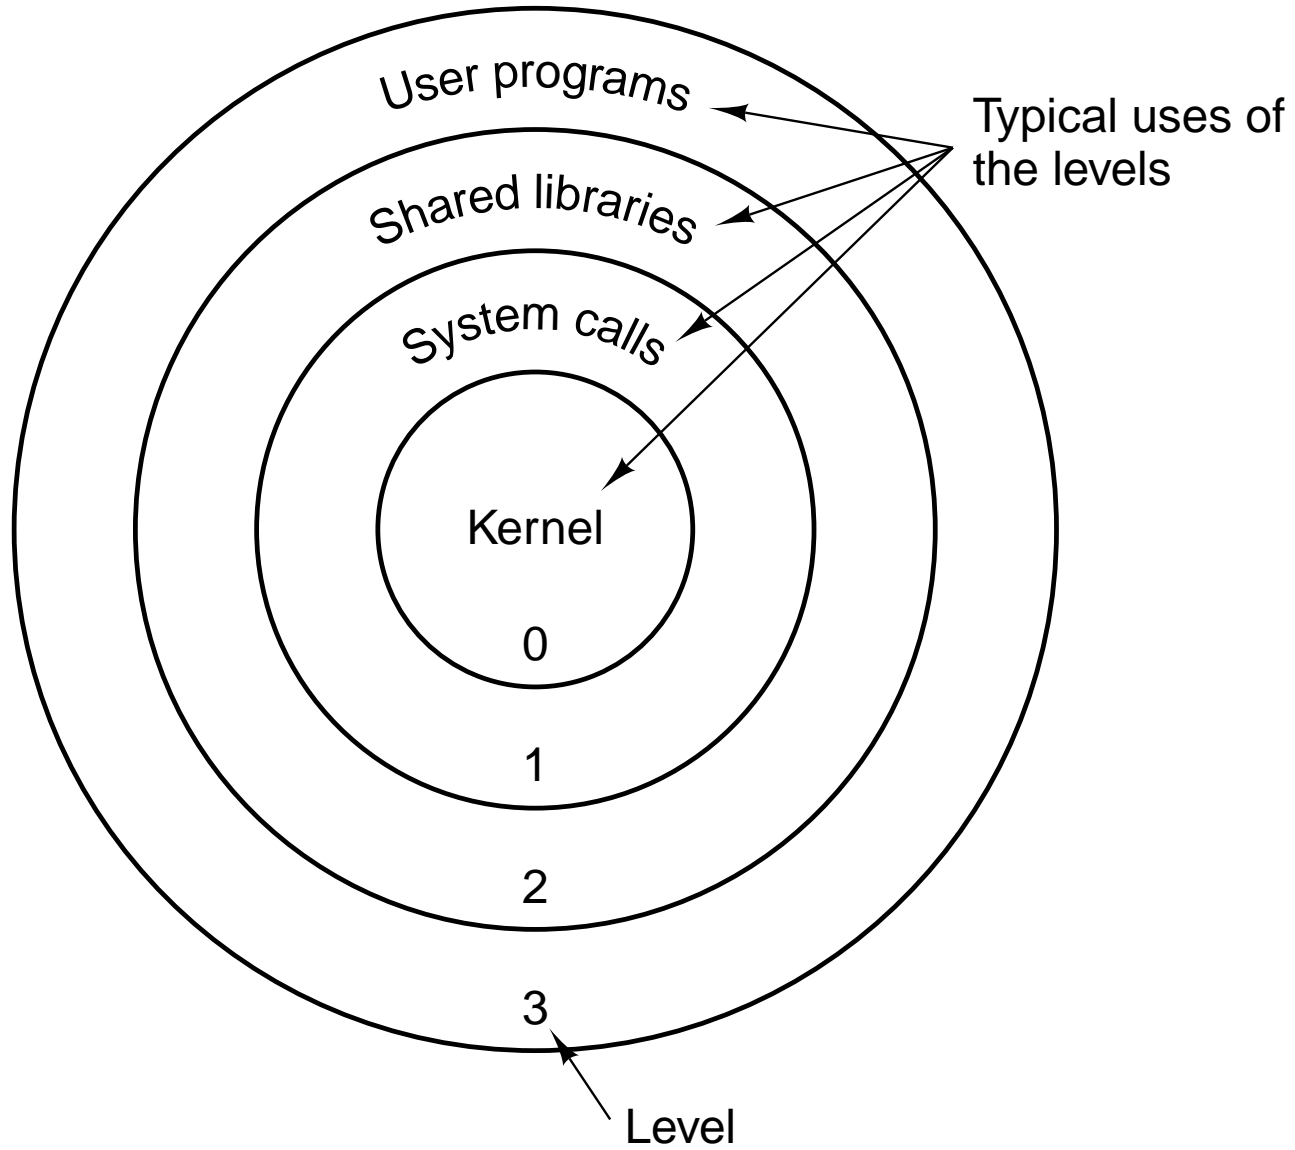 User programs
Typical uses of
the levels
Shared libraries
System calls
Kernel
0
1
2
3
Level